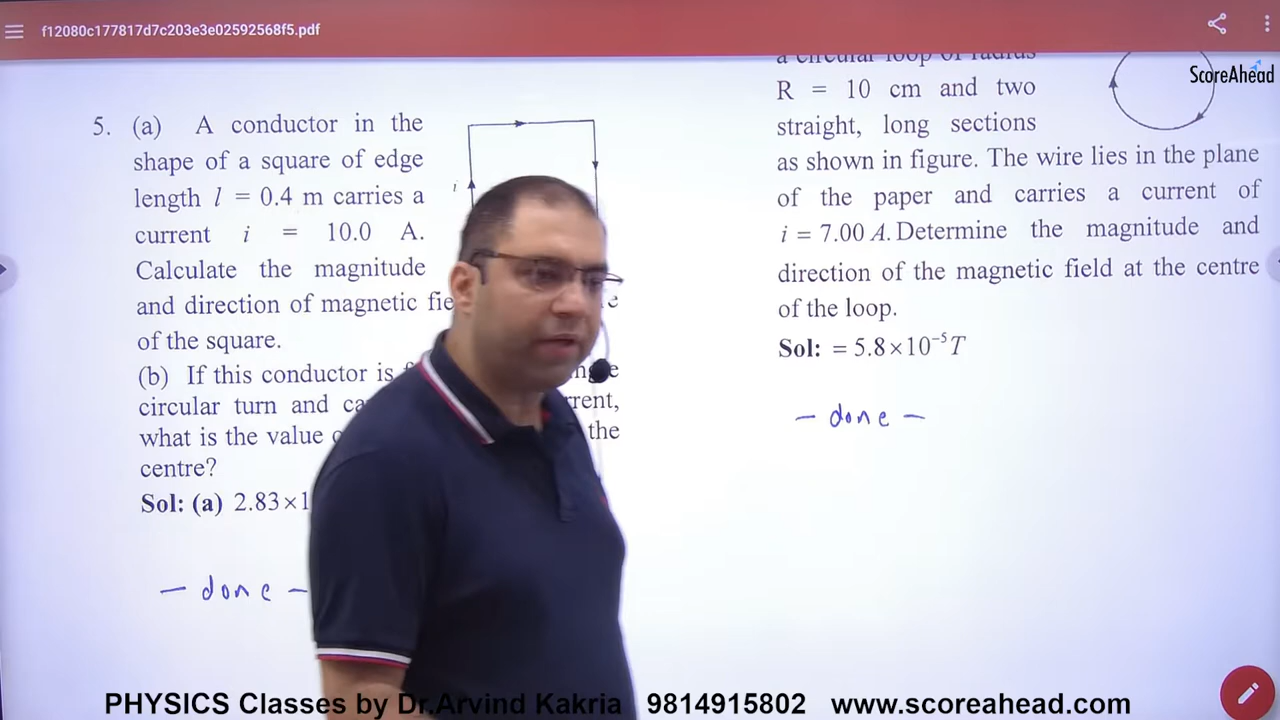 f12080c177817d7c203e3e02592568f5.pdf
ScoreAhead
5. (a) A conductor in the
shape of a square of edge
length l = 0.4 m carries a
current i = 10.0 A.
Calculate the magnitude
and direction of magnetic
of the square.
(b) If this conductor is
circular turn and
what is the value the
centre?
Sol: (a) 2.83×1
– done –
i
a circular loop of radius
R = 10 cm and two
straight, long sections
as shown in figure. The wire lies in the plane
of the paper and carries a current of
i = 7.00 A. Determine the magnitude and
direction of the magnetic field at the centre
of the loop.
Sol: = 5.8×10⁻⁵T
– done –
PHYSICS Classes by Dr.Arvind Kakria 9814915802 www.scoreahead.com